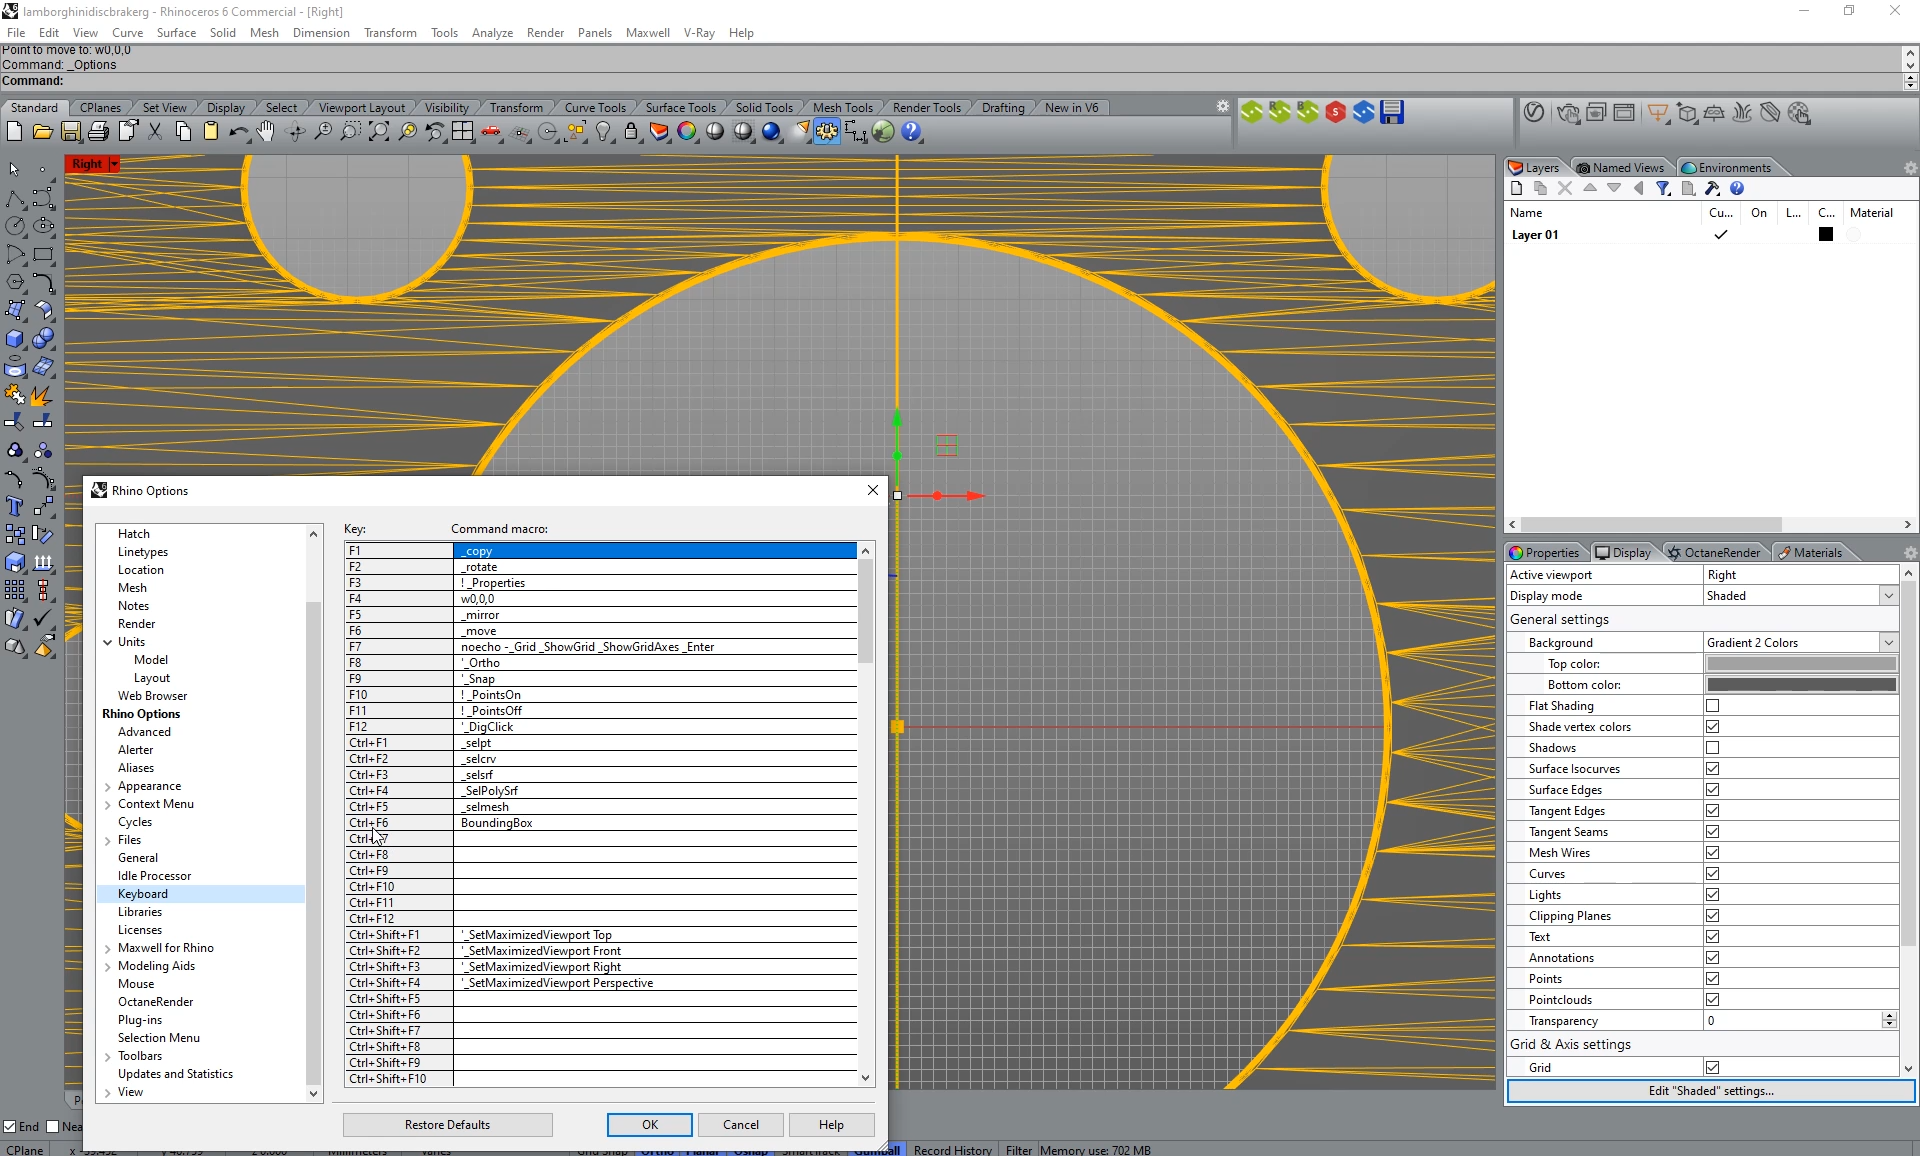 lamborghinidiscbrakerg - Rhinoceros 6 Commercial - [Right]
File Edit View Curve Surface Solid Mesh Dimension Transform Tools Analyze Render Panels Maxwell V-Ray Help
Point to move to: w0,0,0
Command: _Options
Command:
Standard CPlanes Set View Display Select Viewport Layout Visibility Transform Curve Tools Surface Tools Solid Tools Mesh Tools Render Tools Drafting New in V6
Right
Layers Named Views Environments
Name Cu... On L... C... Material
Layer 01
Rhino Options
Hatch
Linetypes
Location
Mesh
Notes
Render
Units
Model
Layout
Web Browser
Rhino Options
Advanced
Alerter
Aliases
Appearance
Context Menu
Cycles
Files
General
Idle Processor
Keyboard
Libraries
Licenses
Maxwell for Rhino
Modeling Aids
Mouse
OctaneRender
Plug-ins
Selection Menu
Toolbars
Updates and Statistics
View
Key: Command macro:
F1 _copy
F2 _rotate
F3 ! _Properties
F4 w0,0,0
F5 _mirror
F6 _move
F7 noecho -_Grid _ShowGrid _ShowGridAxes _Enter
F8 '_Ortho
F9 '_Snap
F10 ! _PointsOn
F11 ! _PointsOff
F12 '_DigClick
Ctrl+F1 _selpt
Ctrl+F2 _selcrv
Ctrl+F3 _selsrf
Ctrl+F4 _SelPolySrf
Ctrl+F5 _selmesh
Ctrl+F6 BoundingBox
Ctrl+F7
Ctrl+F8
Ctrl+F9
Ctrl+F10
Ctrl+F11
Ctrl+F12
Ctrl+Shift+F1 '_SetMaximizedViewport Top
Ctrl+Shift+F2 '_SetMaximizedViewport Front
Ctrl+Shift+F3 '_SetMaximizedViewport Right
Ctrl+Shift+F4 '_SetMaximizedViewport Perspective
Ctrl+Shift+F5
Ctrl+Shift+F6
Ctrl+Shift+F7
Ctrl+Shift+F8
Ctrl+Shift+F9
Ctrl+Shift+F10
Restore Defaults OK Cancel Help
Properties Display OctaneRender Materials
Active viewport Right
Display mode Shaded
General settings
Background Gradient 2 Colors
Top color:
Bottom color:
Flat Shading
Shade vertex colors
Shadows
Surface Isocurves
Surface Edges
Tangent Edges
Tangent Seams
Mesh Wires
Curves
Lights
Clipping Planes
Text
Annotations
Points
Pointclouds
Transparency 0
Grid & Axis settings
Grid
Edit "Shaded" settings...
End Nea
CPlane Record History Filter Memory use: 702 MB